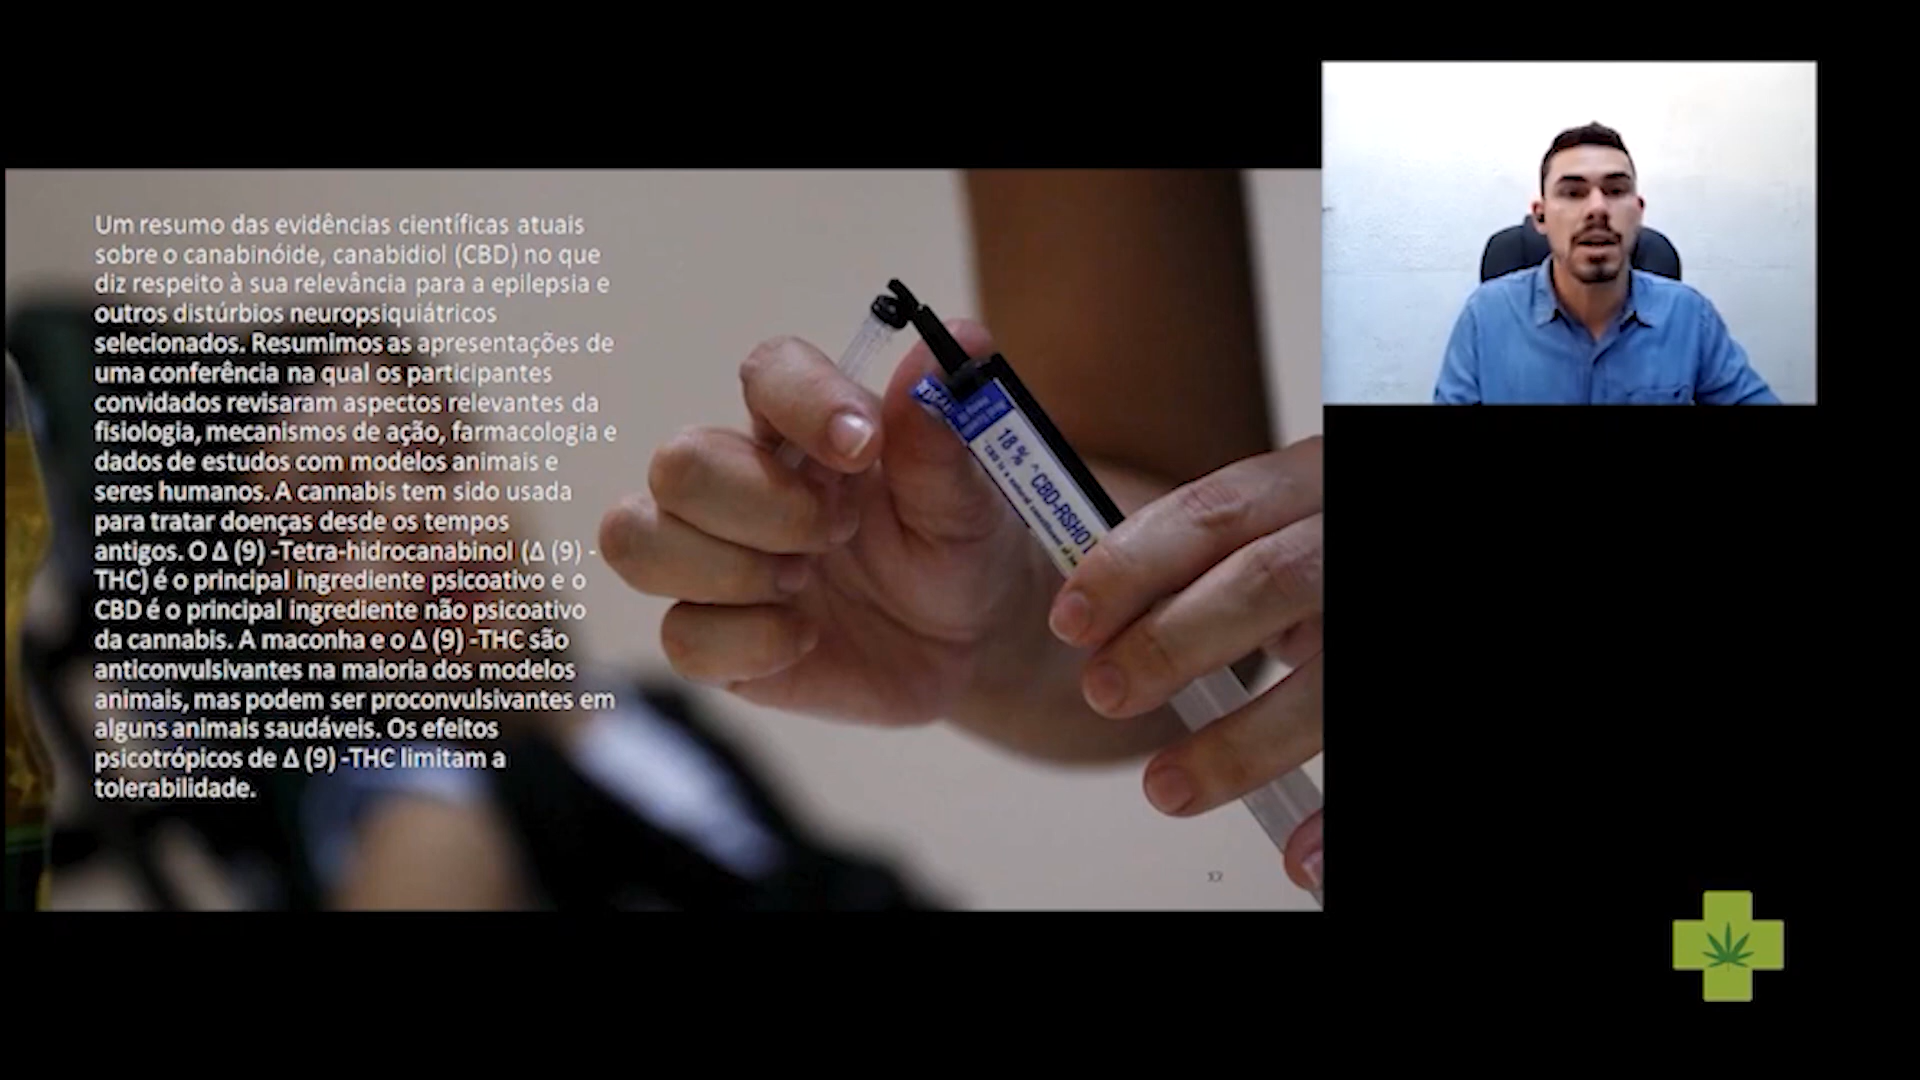 Um resumo das evidências científicas atuais
sobre o canabinóide, canabidiol (CBD) no que
diz respeito à sua relevância para a epilepsia e
outros distúrbios neuropsiquiátricos
selecionados. Resumimos as apresentações de
uma conferência na qual os participantes
convidados revisaram aspectos relevantes da
fisiologia, mecanismos de ação, farmacologia e
dados de estudos com modelos animais e
seres humanos. A cannabis tem sido usada
para tratar doenças desde os tempos
antigos. O Δ (9) -Tetra-hidrocanabinol (Δ (9) -
THC) é o principal ingrediente psicoativo e o
CBD é o principal ingrediente não psicoativo
da cannabis. A maconha e o Δ (9) -THC são
anticonvulsivantes na maioria dos modelos
animais, mas podem ser proconvulsivantes em
alguns animais saudáveis. Os efeitos
psicotrópicos de Δ (9) -THC limitam a
tolerabilidade.
18% ^CBD-RSHO
CBD is a natural constituent of